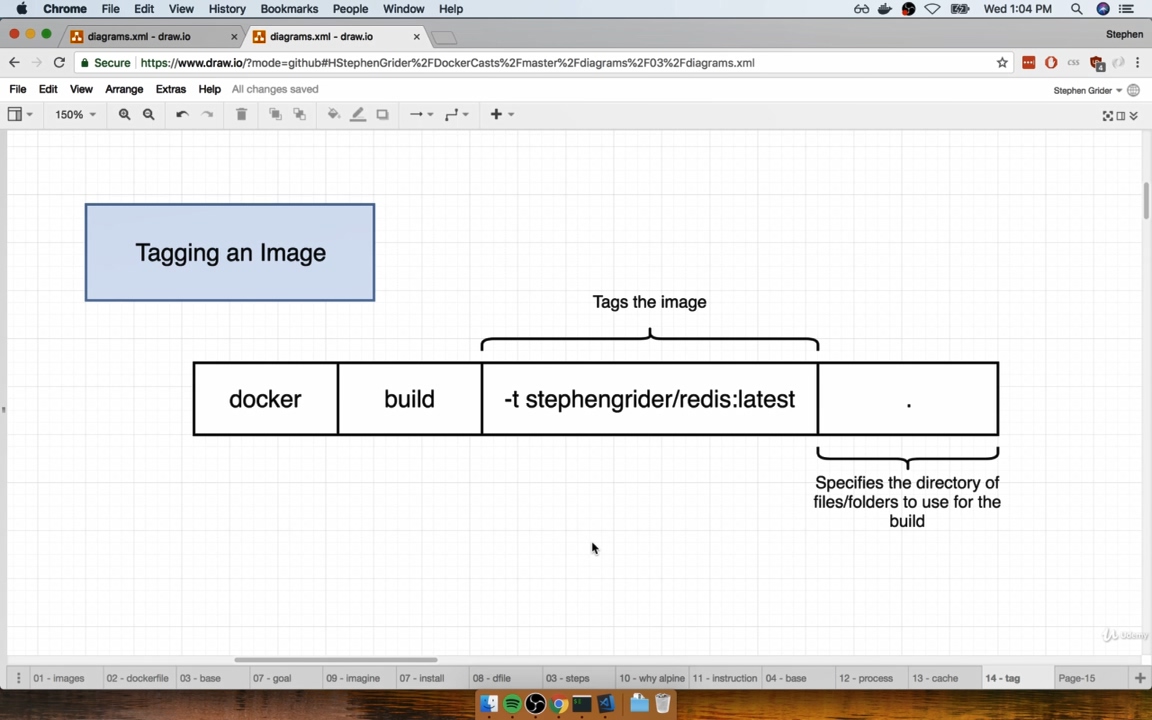 Chrome File Edit View History Bookmarks People Window Help Wed 1:04 PM
diagrams.xml - draw.io × diagrams.xml - draw.io × Stephen
Secure https://www.draw.io/?mode=github#HStephenGrider%2FDockerCasts%2Fmaster%2Fdiagrams%2F03%2Fdiagrams.xml CSS 4
File Edit View Arrange Extras Help All changes saved Stephen Grider
150%
Tagging an Image
Tags the image
docker build -t stephengrider/redis:latest .
Specifies the directory of
files/folders to use for the
build
Udemy
01 - images 02 - dockerfile 03 - base 07 - goal 09 - imagine 07 - install 08 - dfile 03 - steps 10 - why alpine 11 - instruction 04 - base 12 - process 13 - cache 14 - tag Page-15